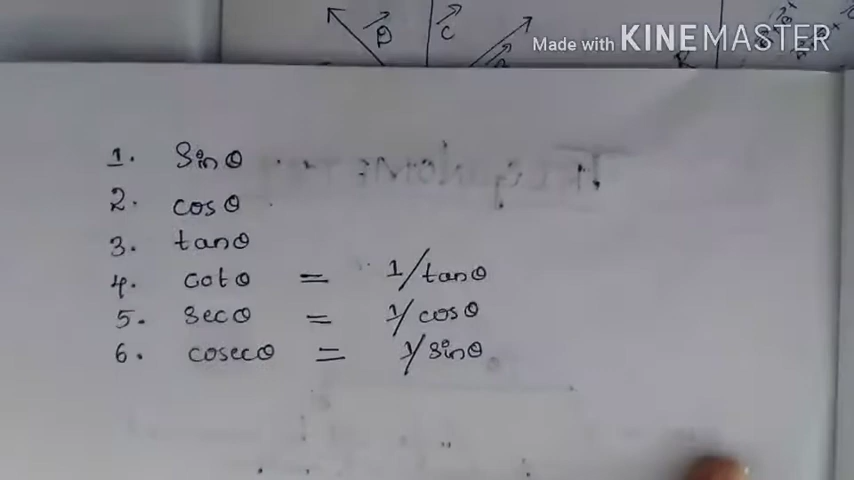 D C
Made with KINEMASTER
R
1. Sinθ
2. cosθ
3. tanθ
4. cotθ = 1/tanθ
5. secθ = 1/cosθ
6. cosecθ = 1/sinθ